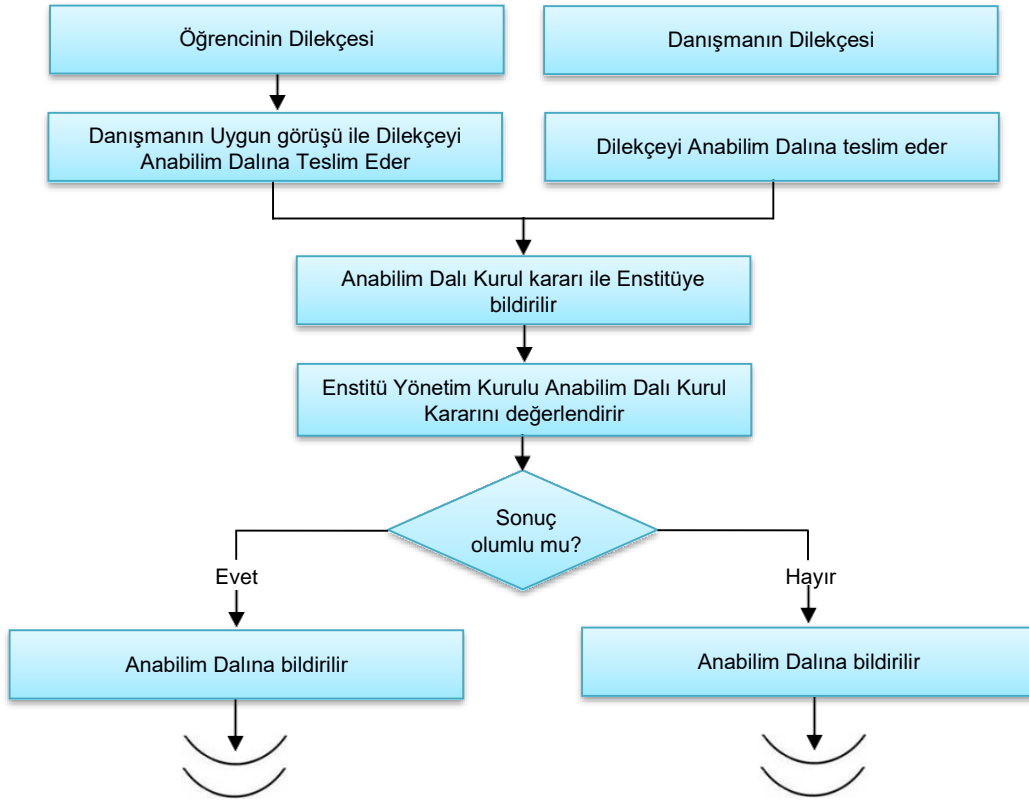 Öğrencinin Dilekçesi
Danışmanın Dilekçesi
Danışmanın Uygun görüşü ile Dilekçeyi
Anabilim Dalına Teslim Eder
Dilekçeyi Anabilim Dalına teslim eder
Anabilim Dalı Kurul kararı ile Enstitüye
bildirilir
Enstitü Yönetim Kurulu Anabilim Dalı Kurul
Kararını değerlendirir
Sonuç
olumlu mu?
Evet
Hayır
Anabilim Dalına bildirilir
Anabilim Dalına bildirilir